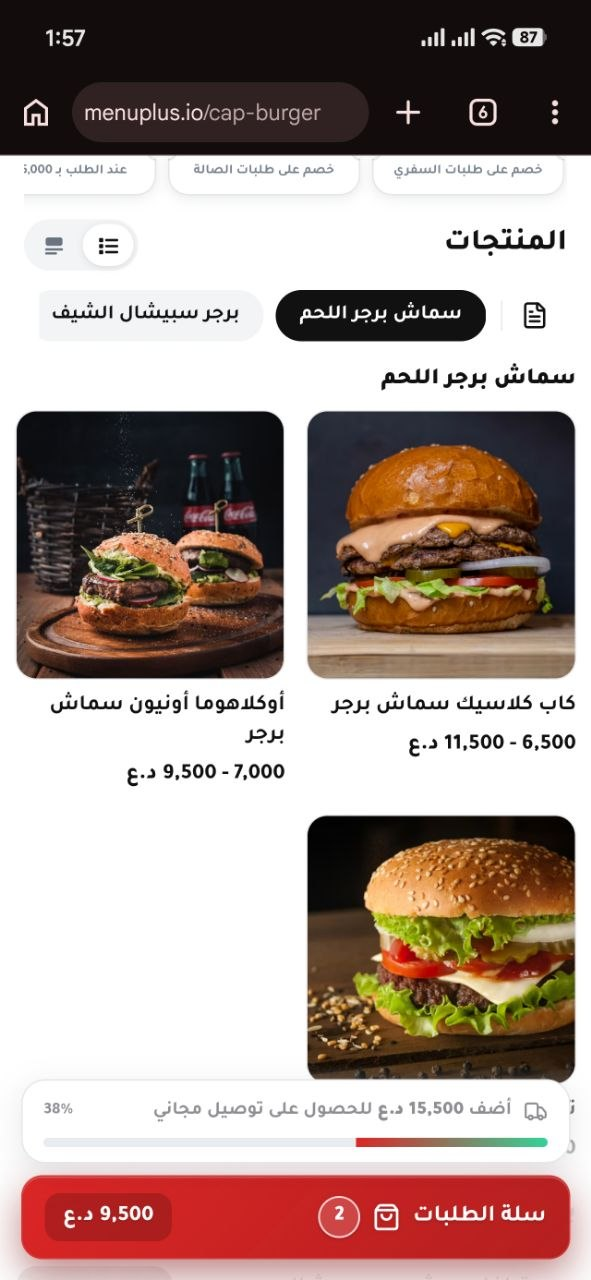 1:57
87
menuplus.io/cap-burger
6
خصم على طلبات السفري
خصم على طلبات الصالة
عند الطلب بـ 5,000
المنتجات
سماش برجر اللحم
برجر سبيشال الشيف
سماش برجر اللحم
كاب كلاسيك سماش برجر
6,500 - 11,500 د.ع
أوكلاهوما أونيون سماش
برجر
7,000 - 9,500 د.ع
أضف 15,500 د.ع للحصول على توصيل مجاني
38%
سلة الطلبات
2
9,500 د.ع